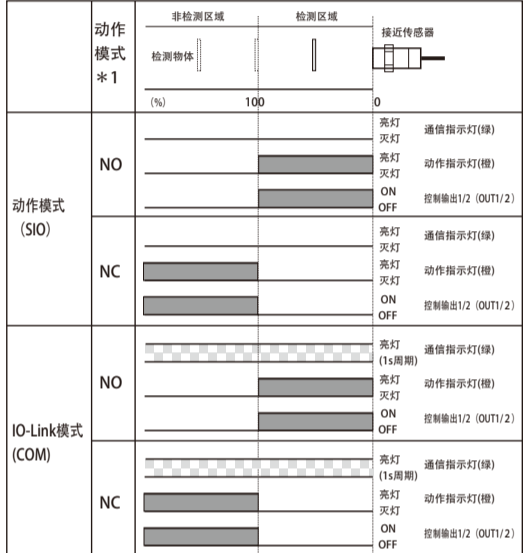 动作
模式
＊1
非检测区域
检测区域
检测物体
接近传感器
(%)
100
0
动作模式
（SIO）
NO
亮灯
灭灯
通信指示灯(绿)
亮灯
灭灯
动作指示灯(橙)
ON
OFF
控制输出1/2（OUT1/2）
NC
亮灯
灭灯
通信指示灯(绿)
亮灯
灭灯
动作指示灯(橙)
ON
OFF
控制输出1/2（OUT1/2）
IO-Link模式
(COM)
NO
亮灯
(1s周期)
通信指示灯(绿)
亮灯
灭灯
动作指示灯(橙)
ON
OFF
控制输出1/2（OUT1/2）
NC
亮灯
(1s周期)
通信指示灯(绿)
亮灯
灭灯
动作指示灯(橙)
ON
OFF
控制输出1/2（OUT1/2）